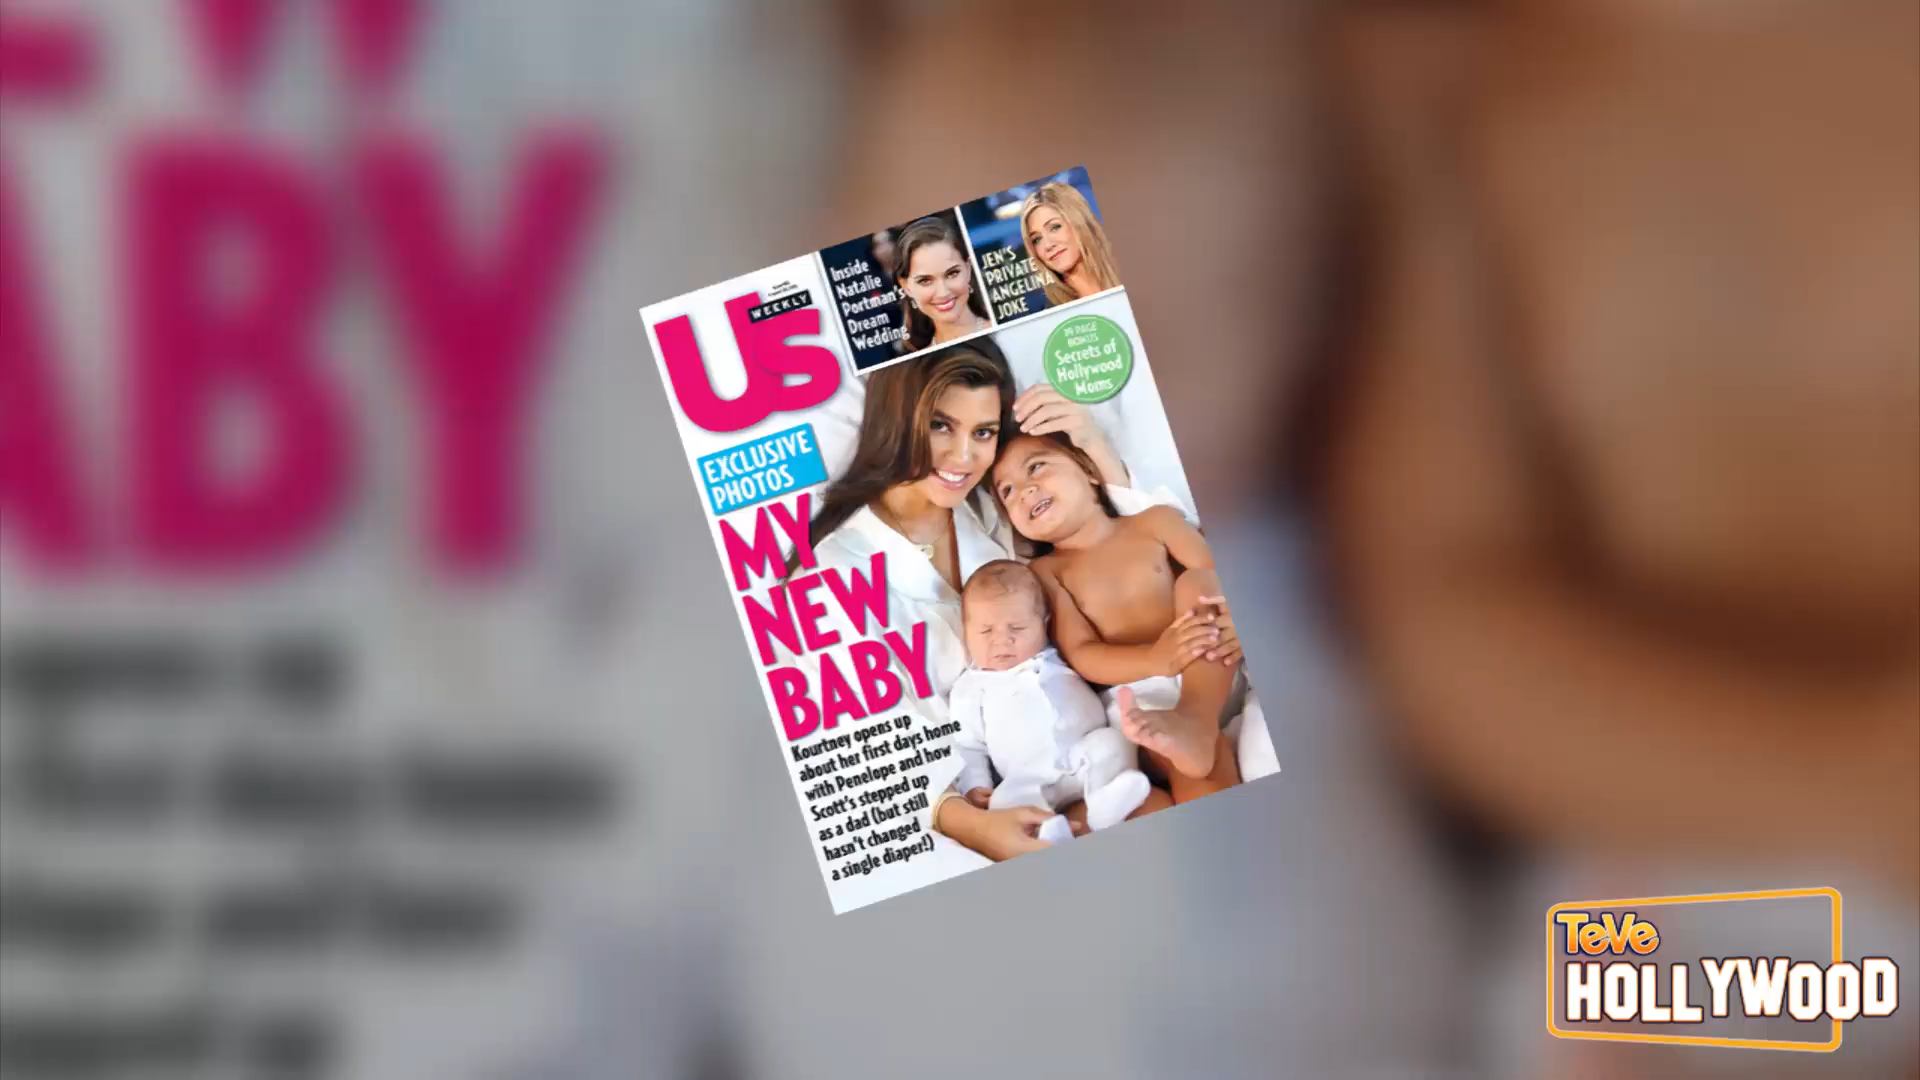 Us
WEEKLY
Inside
Natalie
Portman's
Dream
Wedding
JEN'S
PRIVATE
ANGELINA
JOKE
Secrets of
Hollywood
Moms
EXCLUSIVE
PHOTOS
MY
NEW
BABY
Kourtney opens up
about her first days home
with Penelope and how
Scott's stepped up
as a dad (but still
hasn't changed
a single diaper!)
ABY
TeVe
HOLLYWOOD